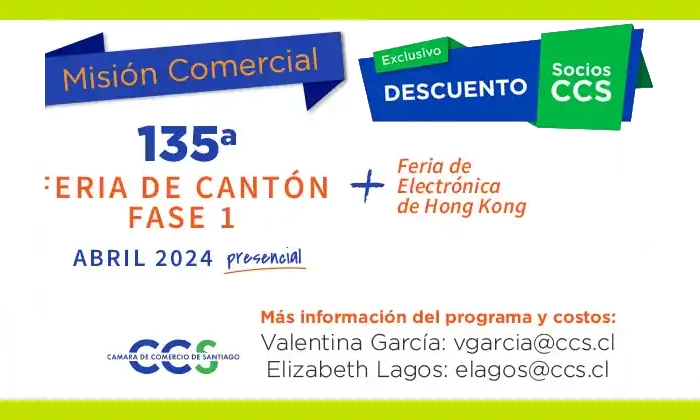 Misión Comercial
Exclusivo
DESCUENTO
Socios
CCS
135ª
FERIA DE CANTÓN
FASE 1
ABRIL 2024 presencial
+
Feria de
Electrónica
de Hong Kong
Más información del programa y costos:
Valentina García: vgarcia@ccs.cl
Elizabeth Lagos: elagos@ccs.cl
CCS
CAMARA DE COMERCIO DE SANTIAGO